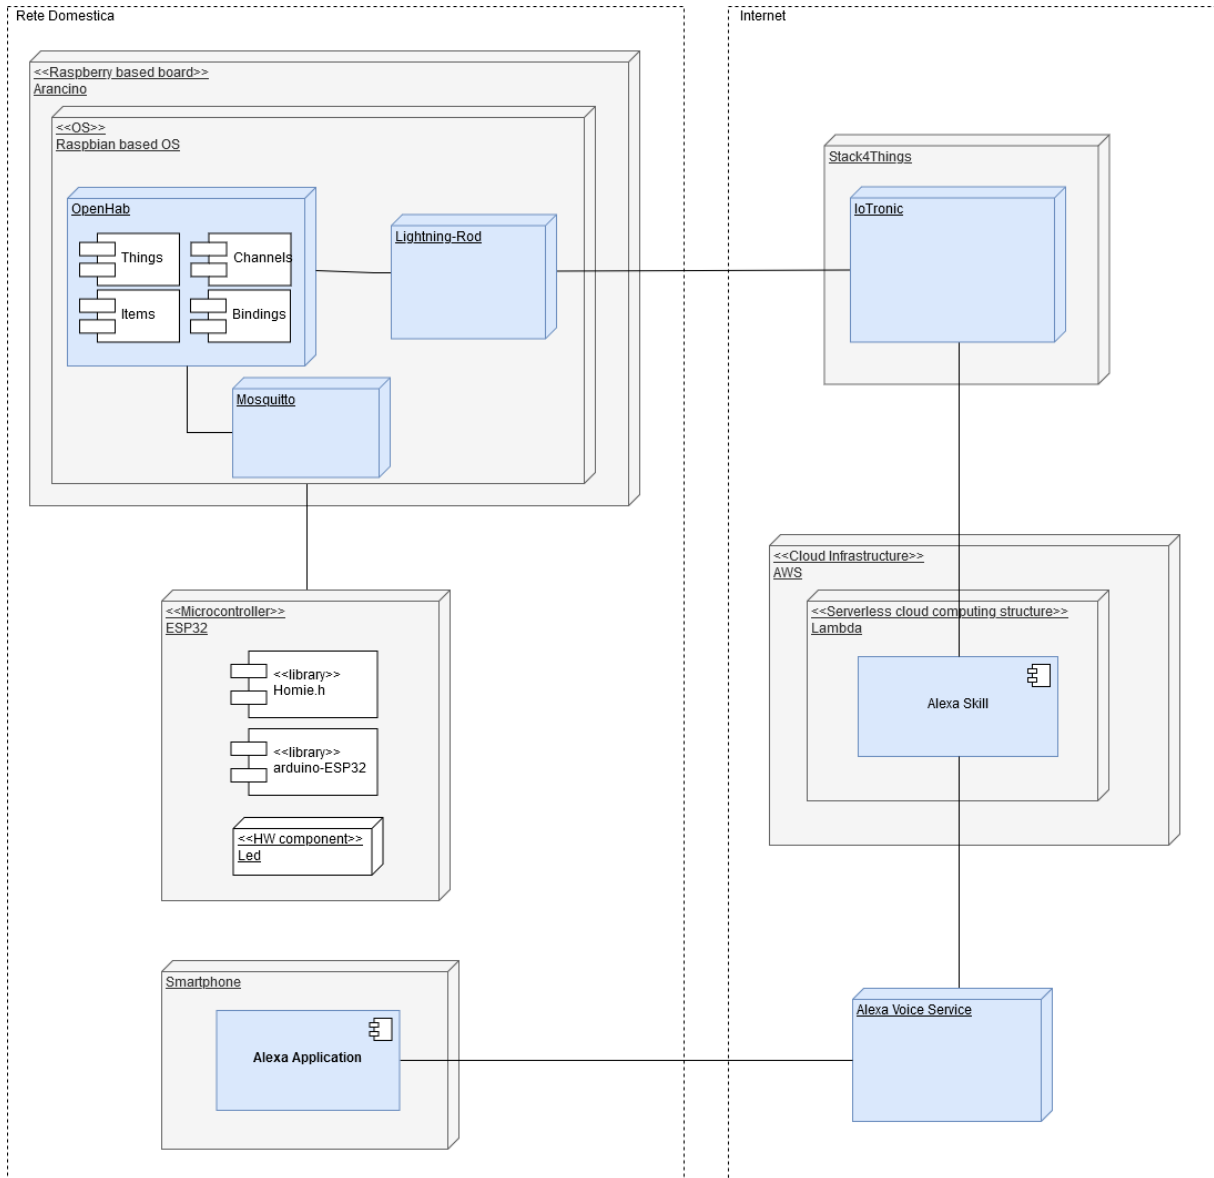 Rete Domestica
Internet
<<Raspberry based board>>
Arancino
<<OS>>
Raspbian based OS
OpenHab
Things
Channels
Items
Bindings
Lightning-Rod
Mosquitto
Stack4Things
IoTronic
<<Microcontroller>>
ESP32
<<library>>
Homie.h
<<library>>
arduino-ESP32
<<HW component>>
Led
<<Cloud Infrastructure>>
AWS
<<Serverless cloud computing structure>>
Lambda
Alexa Skill
Smartphone
Alexa Application
Alexa Voice Service